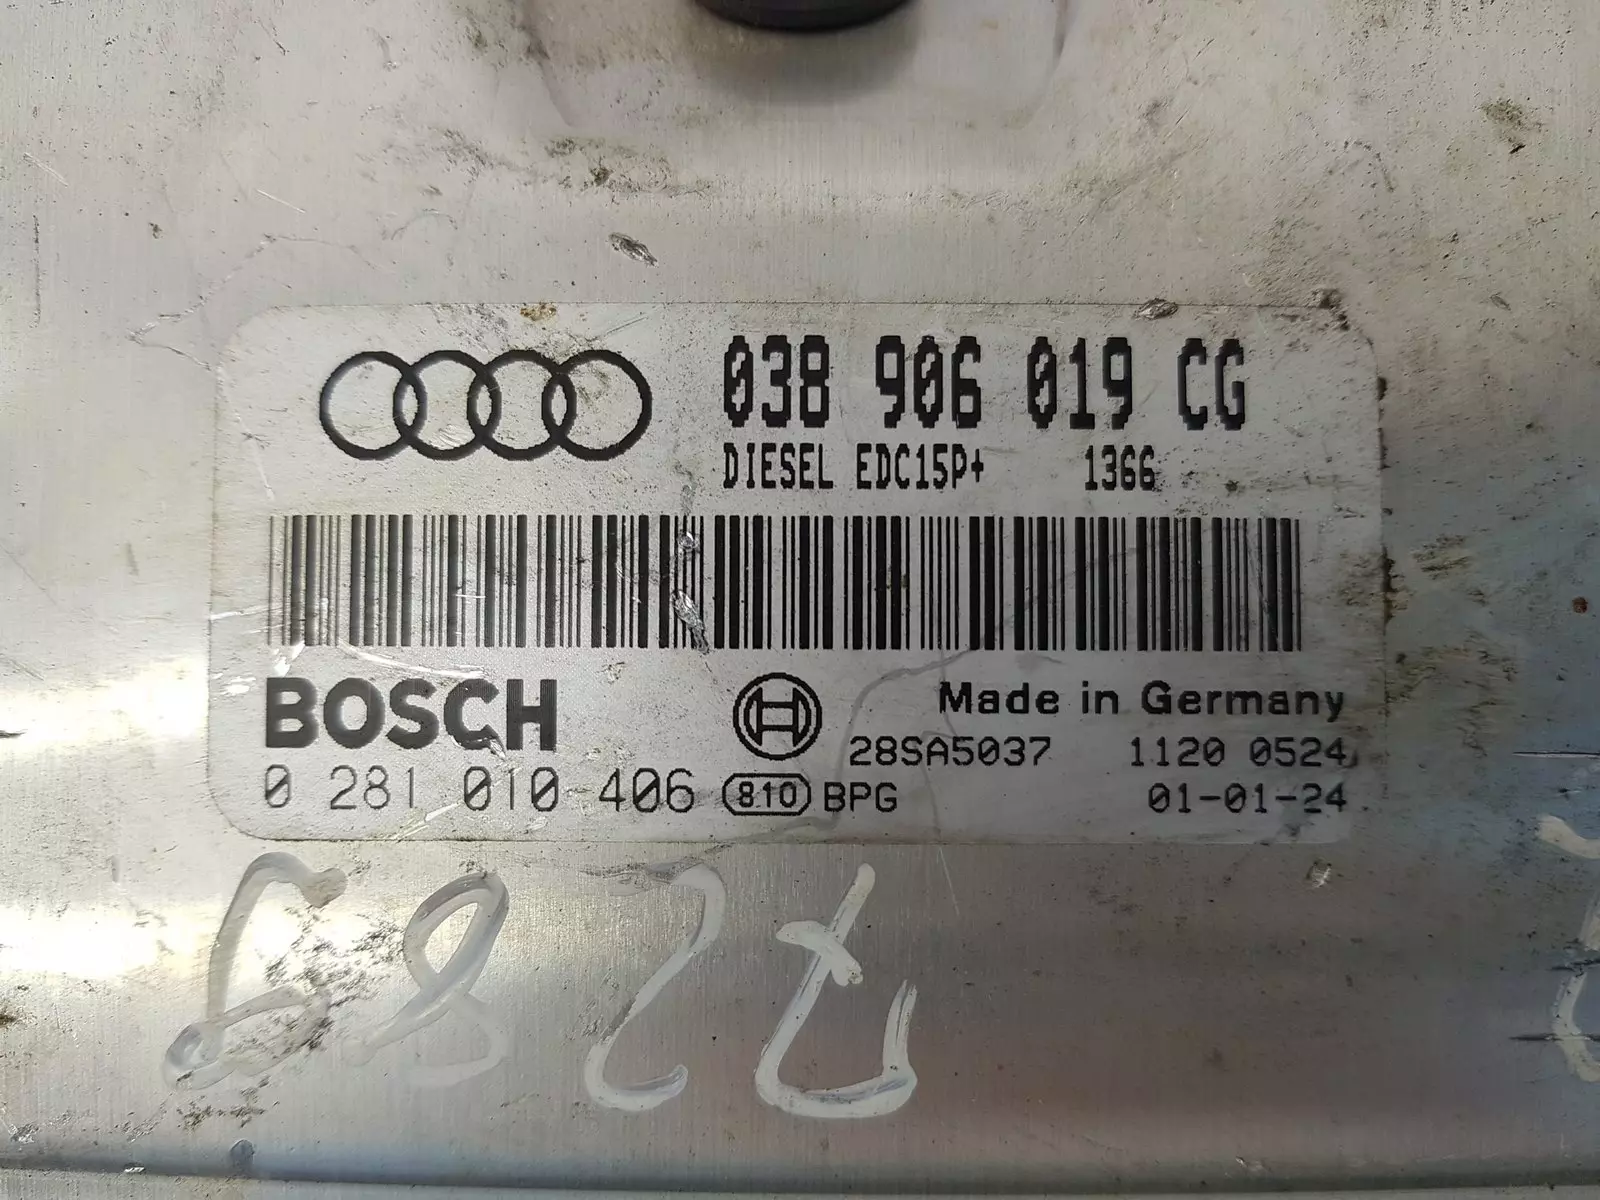 038 906 019 CG
DIESEL EDC15P+ 1366
BOSCH
Made in Germany
28SA5037 1120 0524
0 281 010 406 810 BPG 01-01-24